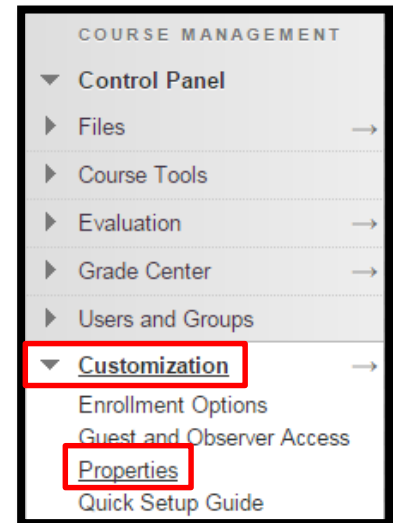 COURSE MANAGEMENT
Control Panel
Files
Course Tools
Evaluation
Grade Center
Users and Groups
Customization
Enrollment Options
Guest and Observer Access
Properties
Quick Setup Guide